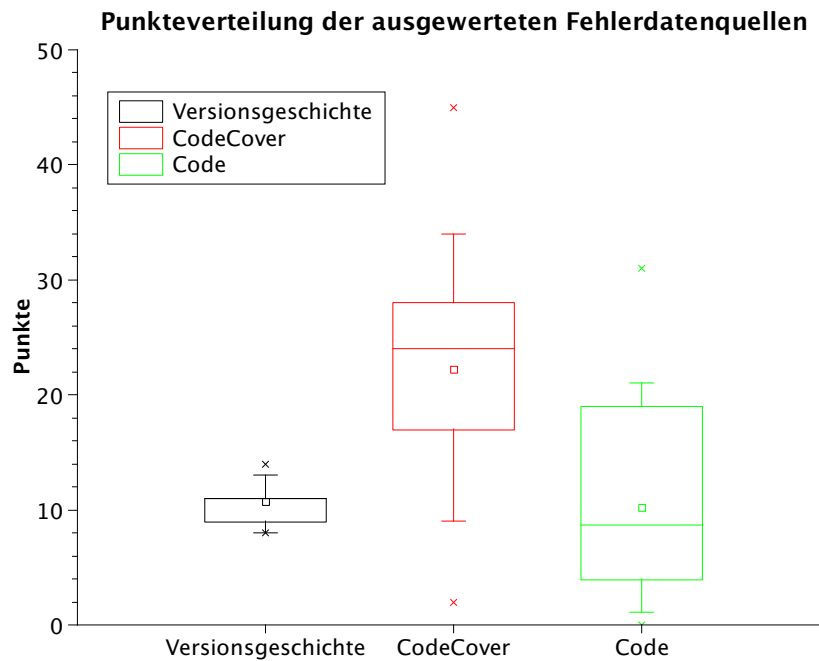 Punkteverteilung der ausgewerteten Fehlerdatenquellen
50
40
30
20
10
0
Punkte
Versionsgeschichte
CodeCover
Code
Versionsgeschichte
CodeCover
Code